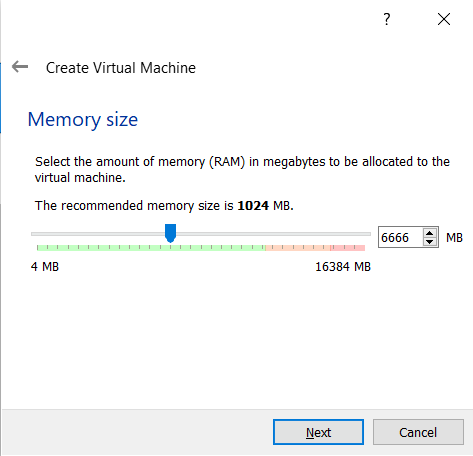 ?
Create Virtual Machine
Memory size
Select the amount of memory (RAM) in megabytes to be allocated to the
virtual machine.
The recommended memory size is 1024 MB.
6666 MB
4 MB 16384 MB
Next Cancel